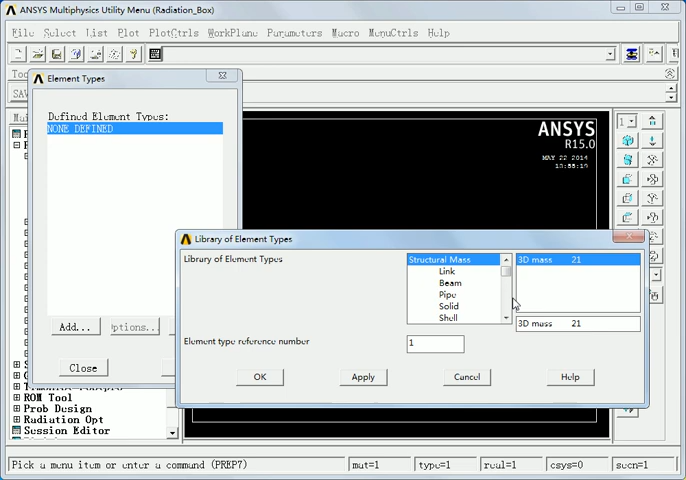 ANSYS Multiphysics Utility Menu (Radiation_Box)
File Select List Plot PlotCtrls WorkPlane Parameters Macro MenuCtrls Help
Element Types
Defined Element Types:
NONE DEFINED
1
ANSYS
R15.0
MAY 22 2014
Library of Element Types
Library of Element Types
Structural Mass
Link
Beam
Pipe
Solid
Shell
3D mass 21
3D mass 21
Element type reference number
1
Add...
Close
OK
Apply
Cancel
Help
ROM Tool
Prob Design
Radiation Opt
Session Editor
Pick a menu item or enter a command (PREP7)
mat=1
type=1
real=1
csys=0
secn=1